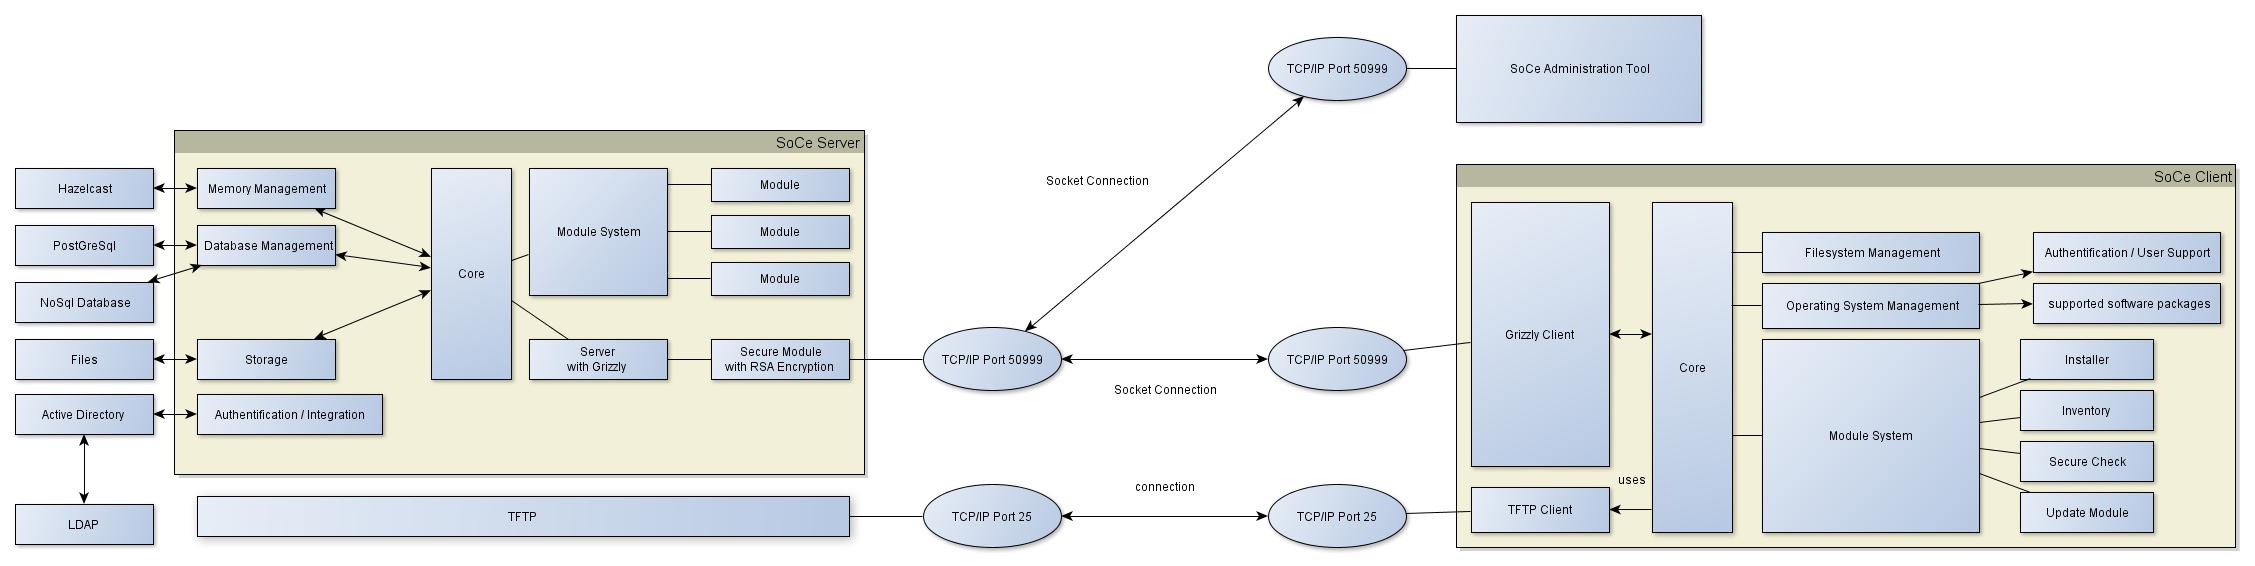 TCP/IP Port 50999
SoCe Administration Tool
Socket Connection
SoCe Server
Hazelcast
Memory Management
PostGreSql
Database Management
NoSql Database
Files
Storage
Active Directory
Authentification / Integration
LDAP
Core
Module System
Module
Module
Module
Server
with Grizzly
Secure Module
with RSA Encryption
TFTP
TCP/IP Port 50999
Socket Connection
TCP/IP Port 50999
TCP/IP Port 25
connection
TCP/IP Port 25
SoCe Client
Grizzly Client
uses
TFTP Client
Core
Filesystem Management
Operating System Management
Authentification / User Support
supported software packages
Module System
Installer
Inventory
Secure Check
Update Module